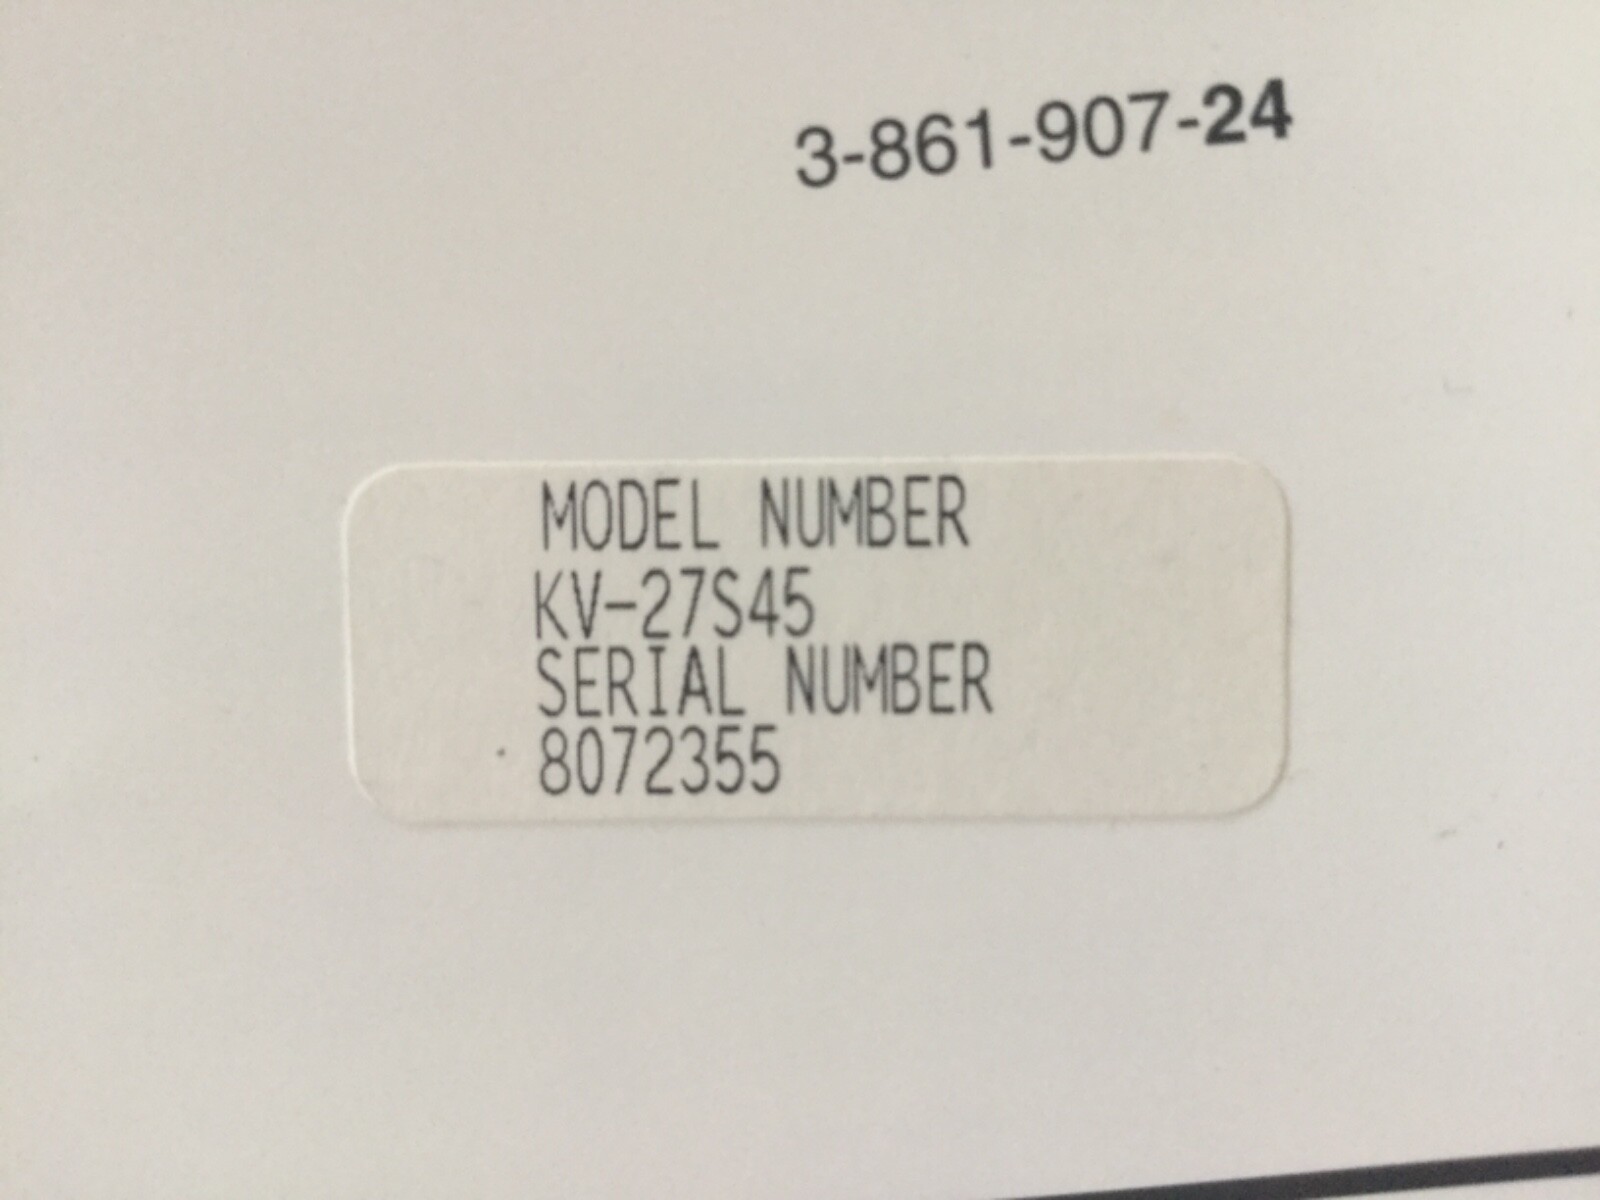 3-861-907-24
MODEL NUMBER
KV-27S45
SERIAL NUMBER
8072355